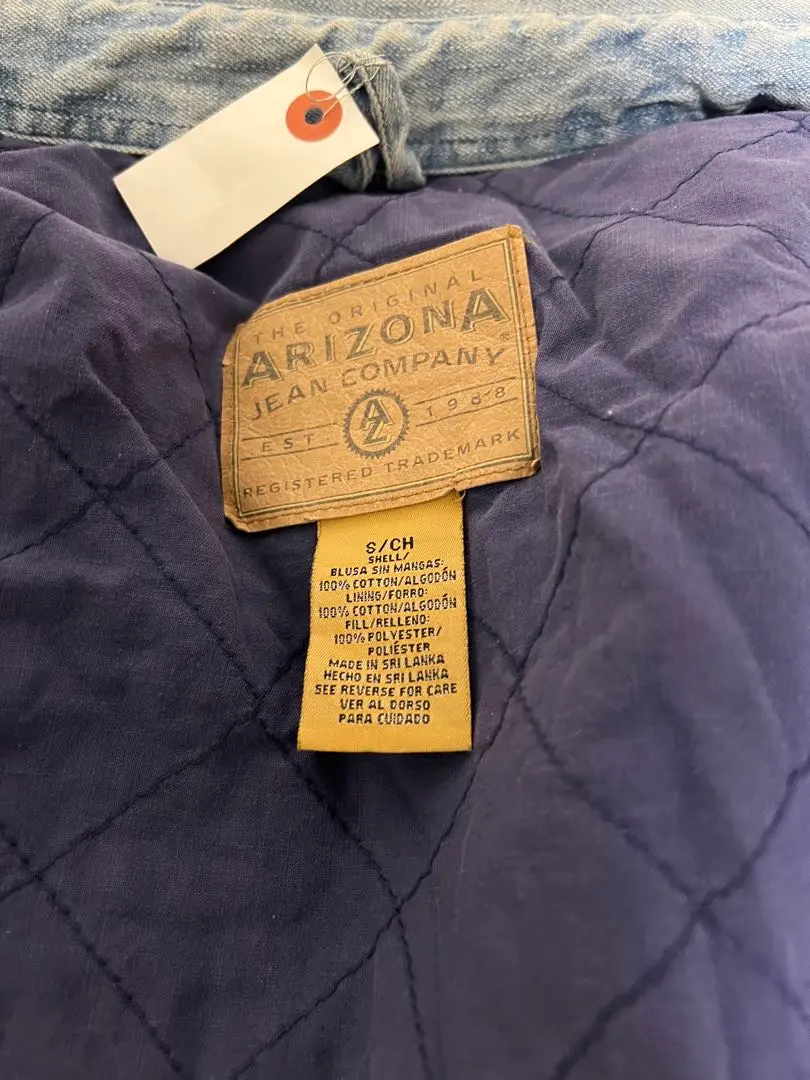 THE ORIGINAL
ARIZONA®
JEAN COMPANY
EST AZ 1988
REGISTERED TRADEMARK
S/CH
SHELL/
BLUSA SIN MANGAS:
100% COTTON/ALGODÓN
LINING/FORRO:
100% COTTON/ALGODÓN
FILL/RELLENO:
100% POLYESTER/
POLIÉSTER
MADE IN SRI LANKA
HECHO EN SRI LANKA
SEE REVERSE FOR CARE
VER AL DORSO
PARA CUIDADO